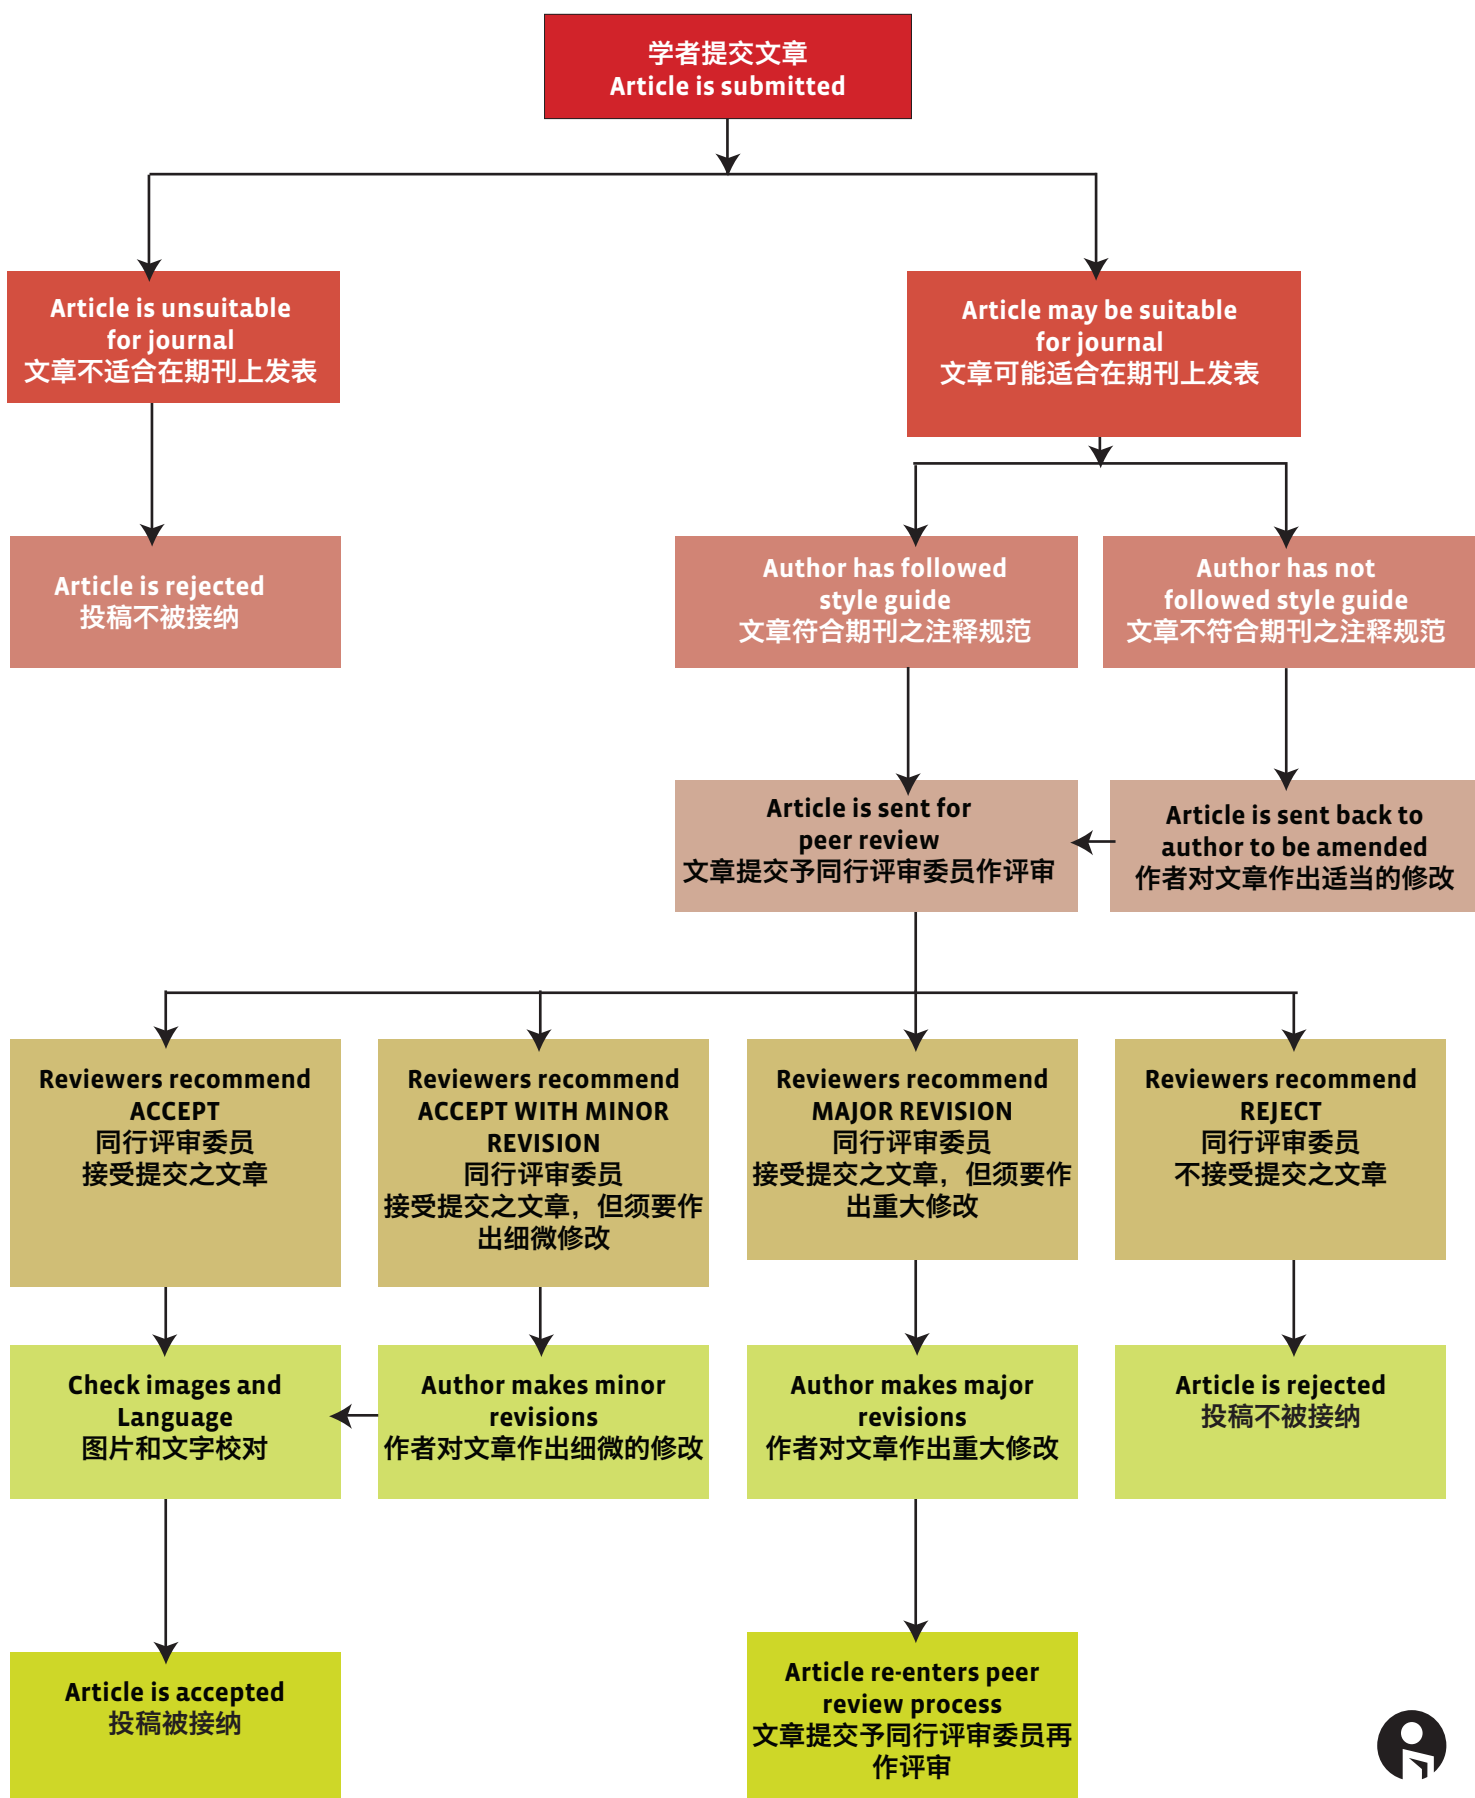 学者提交文章
Article is submitted
Article is unsuitable
for journal
文章不适合在期刊上发表
Article may be suitable
for journal
文章可能适合在期刊上发表
Article is rejected
投稿不被接纳
Author has followed
style guide
文章符合期刊之注释规范
Author has not
followed style guide
文章不符合期刊之注释规范
Article is sent for
peer review
文章提交予同行评审委员作评审
Article is sent back to
author to be amended
作者对文章作出适当的修改
Reviewers recommend
ACCEPT
同行评审委员
接受提交之文章
Reviewers recommend
ACCEPT WITH MINOR
REVISION
同行评审委员
接受提交之文章，但须要作
出细微修改
Reviewers recommend
MAJOR REVISION
同行评审委员
接受提交之文章，但须要作
出重大修改
Reviewers recommend
REJECT
同行评审委员
不接受提交之文章
Check images and
Language
图片和文字校对
Author makes minor
revisions
作者对文章作出细微的修改
Author makes major
revisions
作者对文章作出重大修改
Article is rejected
投稿不被接纳
Article is accepted
投稿被接纳
Article re-enters peer
review process
文章提交予同行评审委员再
作评审